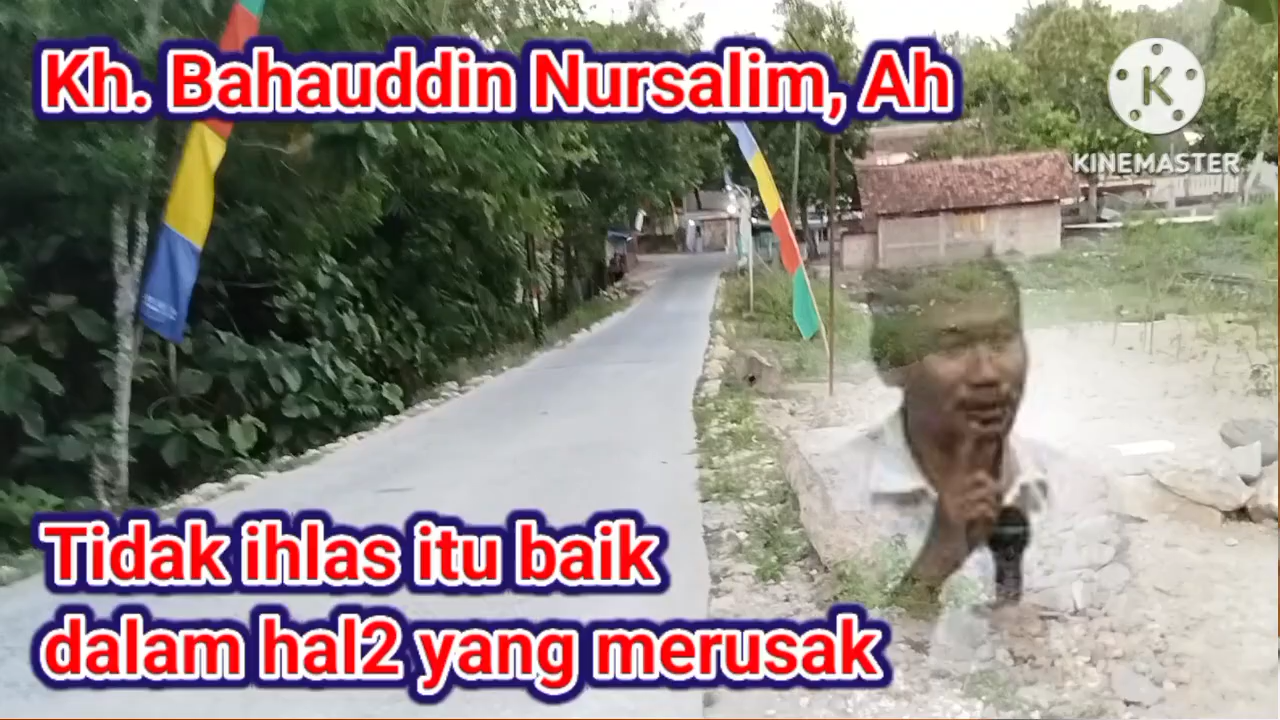 Kh. Bahauddin Nursalim, Ah
K
KINEMASTER
Tidak ihlas itu baik
dalam hal2 yang merusak